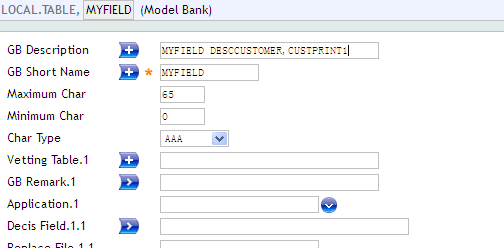 LOCAL.TABLE, MYFIELD (Model Bank)
GB Description MYFIELD DESCCUSTOMER,CUSTPRINT1
GB Short Name * MYFIELD
Maximum Char 65
Minimum Char 0
Char Type AAA
Vetting Table.1
GB Remark.1
Application.1
Decis Field.1.1
Replace File.1.1